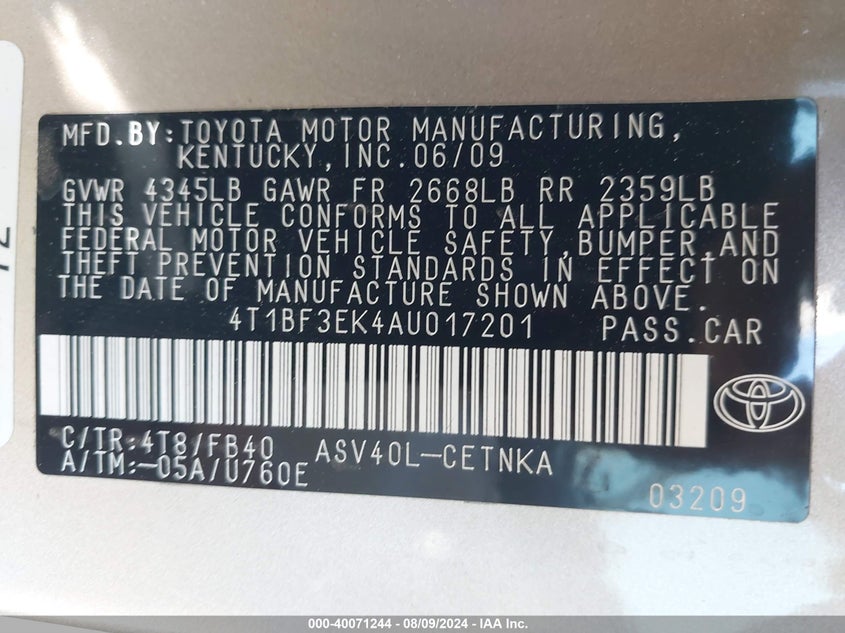 MFD.BY:TOYOTA MOTOR MANUFACTURING,
KENTUCKY,INC.06/09
GVWR 4345LB GAWR FR 2668LB RR 2359LB
THIS VEHICLE CONFORMS TO ALL APPLICABLE
FEDERAL MOTOR VEHICLE SAFETY,BUMPER,AND
THEFT PREVENTION STANDARDS IN EFFECT ON
THE DATE OF MANUFACTURE SHOWN ABOVE.
4T1BF3EK4AU017201 PASS.CAR
C/TR:4T8/FB40 ASV40L-CETNKA
A/TM:-05A/U760E
03209
000-40071244 - 08/09/2024 - IAA Inc.